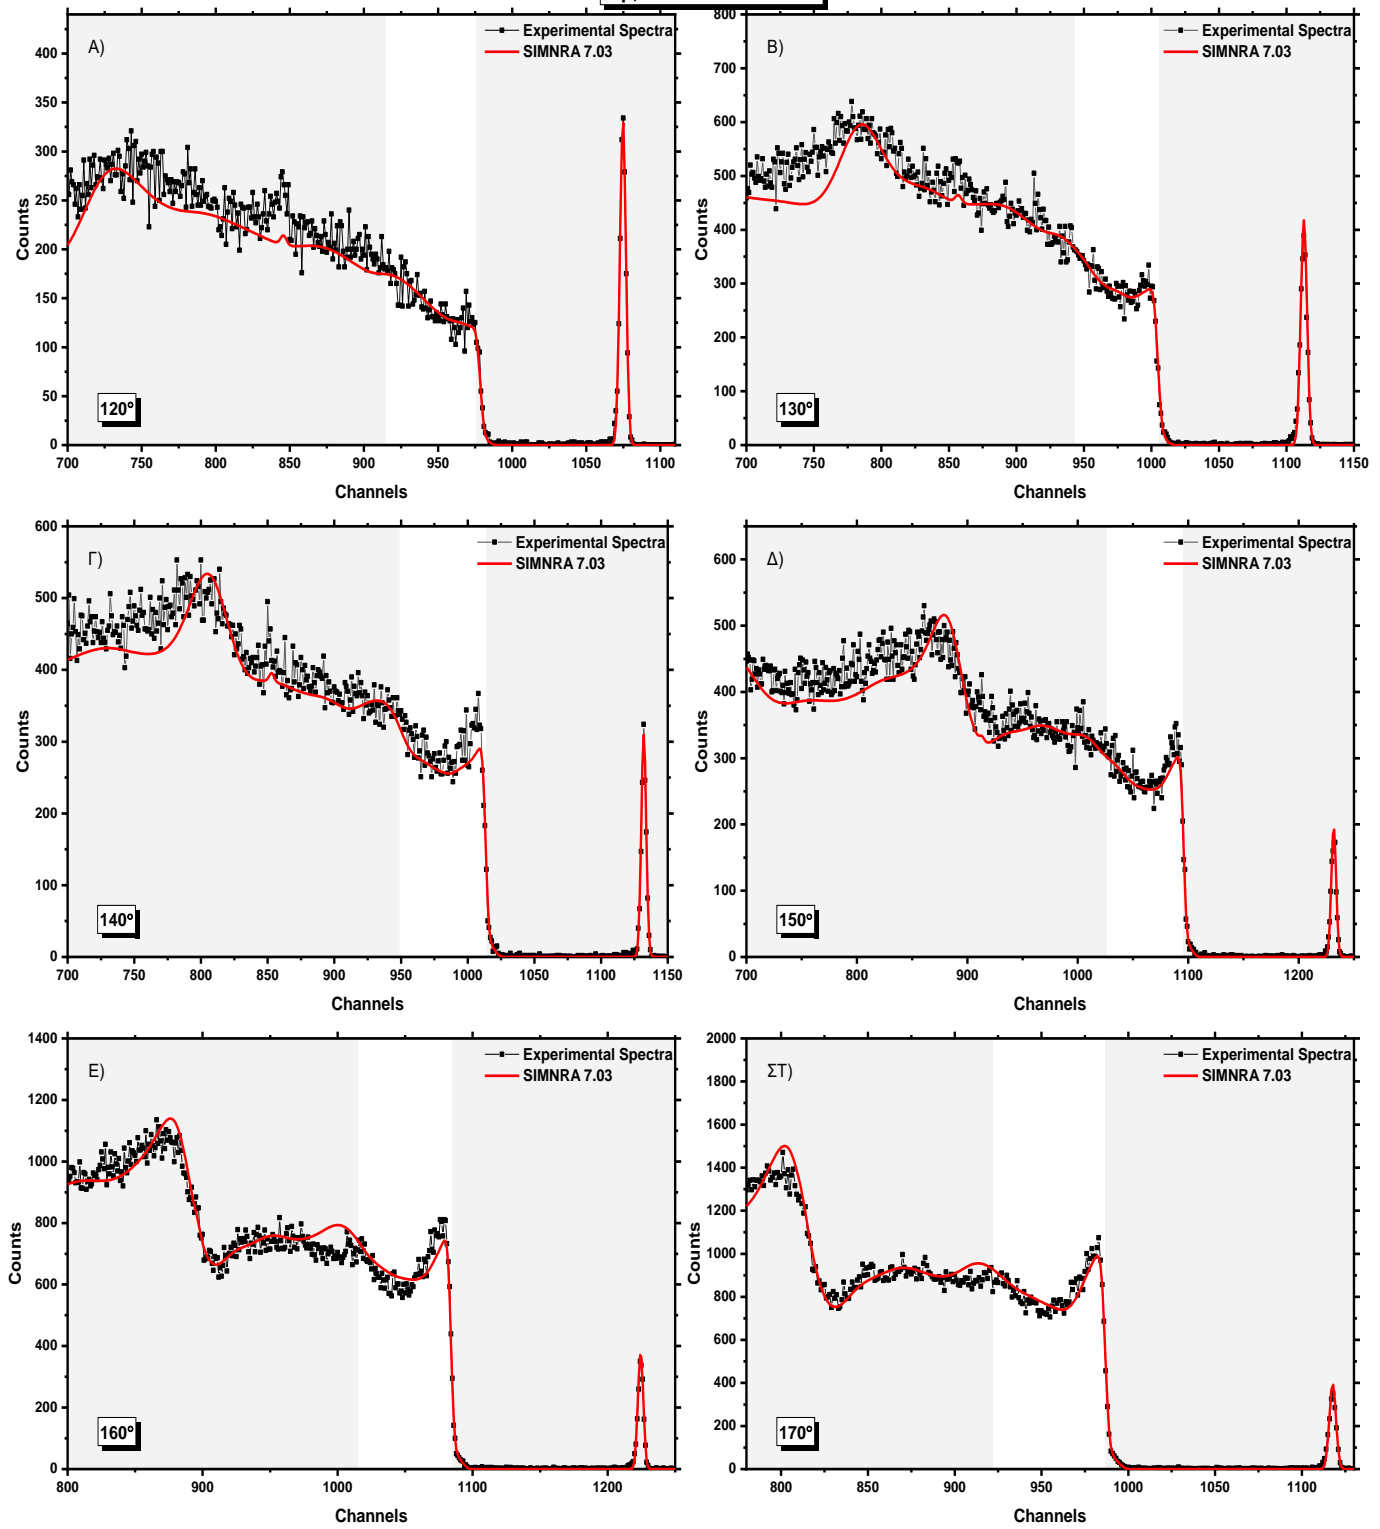 A)
Experimental Spectra
SIMNRA 7.03
Counts
400
350
300
250
200
150
100
50
0
120°
700 750 800 850 900 950 1000 1050 1100
Channels
B)
Experimental Spectra
SIMNRA 7.03
Counts
800
700
600
500
400
300
200
100
0
130°
700 750 800 850 900 950 1000 1050 1100 1150
Channels
Γ)
Experimental Spectra
SIMNRA 7.03
Counts
600
500
400
300
200
100
0
140°
700 750 800 850 900 950 1000 1050 1100 1150
Channels
Δ)
Experimental Spectra
SIMNRA 7.03
Counts
600
500
400
300
200
100
0
150°
700 800 900 1000 1100 1200
Channels
E)
Experimental Spectra
SIMNRA 7.03
Counts
1400
1200
1000
800
600
400
200
0
160°
800 900 1000 1100 1200
Channels
ΣΤ)
Experimental Spectra
SIMNRA 7.03
Counts
2000
1800
1600
1400
1200
1000
800
600
400
200
0
170°
800 850 900 950 1000 1050 1100
Channels